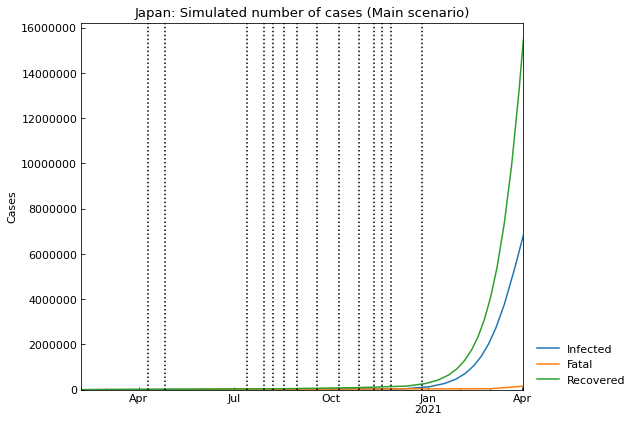 Japan: Simulated number of cases (Main scenario)
16000000
14000000
12000000
10000000
8000000
6000000
4000000
2000000
0
Cases
Apr
Jul
Oct
Jan
2021
Apr
Infected
Fatal
Recovered